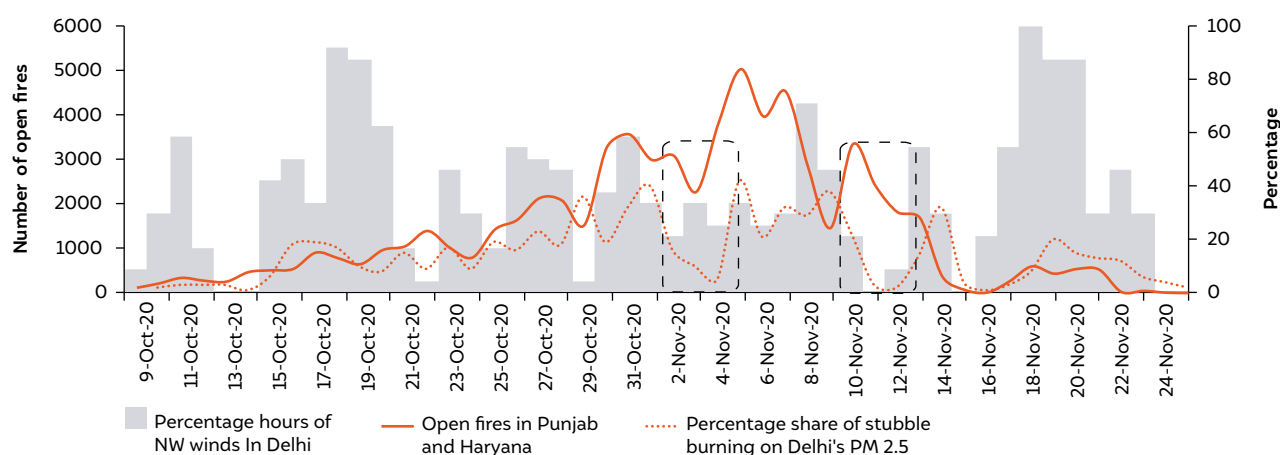 Number of open fires
6000
5000
4000
3000
2000
1000
0
100
80
60
40
20
0
Percentage
9-Oct-20
11-Oct-20
13-Oct-20
15-Oct-20
17-Oct-20
19-Oct-20
21-Oct-20
23-Oct-20
25-Oct-20
27-Oct-20
29-Oct-20
31-Oct-20
2-Nov-20
4-Nov-20
6-Nov-20
8-Nov-20
10-Nov-20
12-Nov-20
14-Nov-20
16-Nov-20
18-Nov-20
20-Nov-20
22-Nov-20
24-Nov-20
Percentage hours of
NW winds In Delhi
Open fires in Punjab
and Haryana
Percentage share of stubble
burning on Delhi's PM 2.5